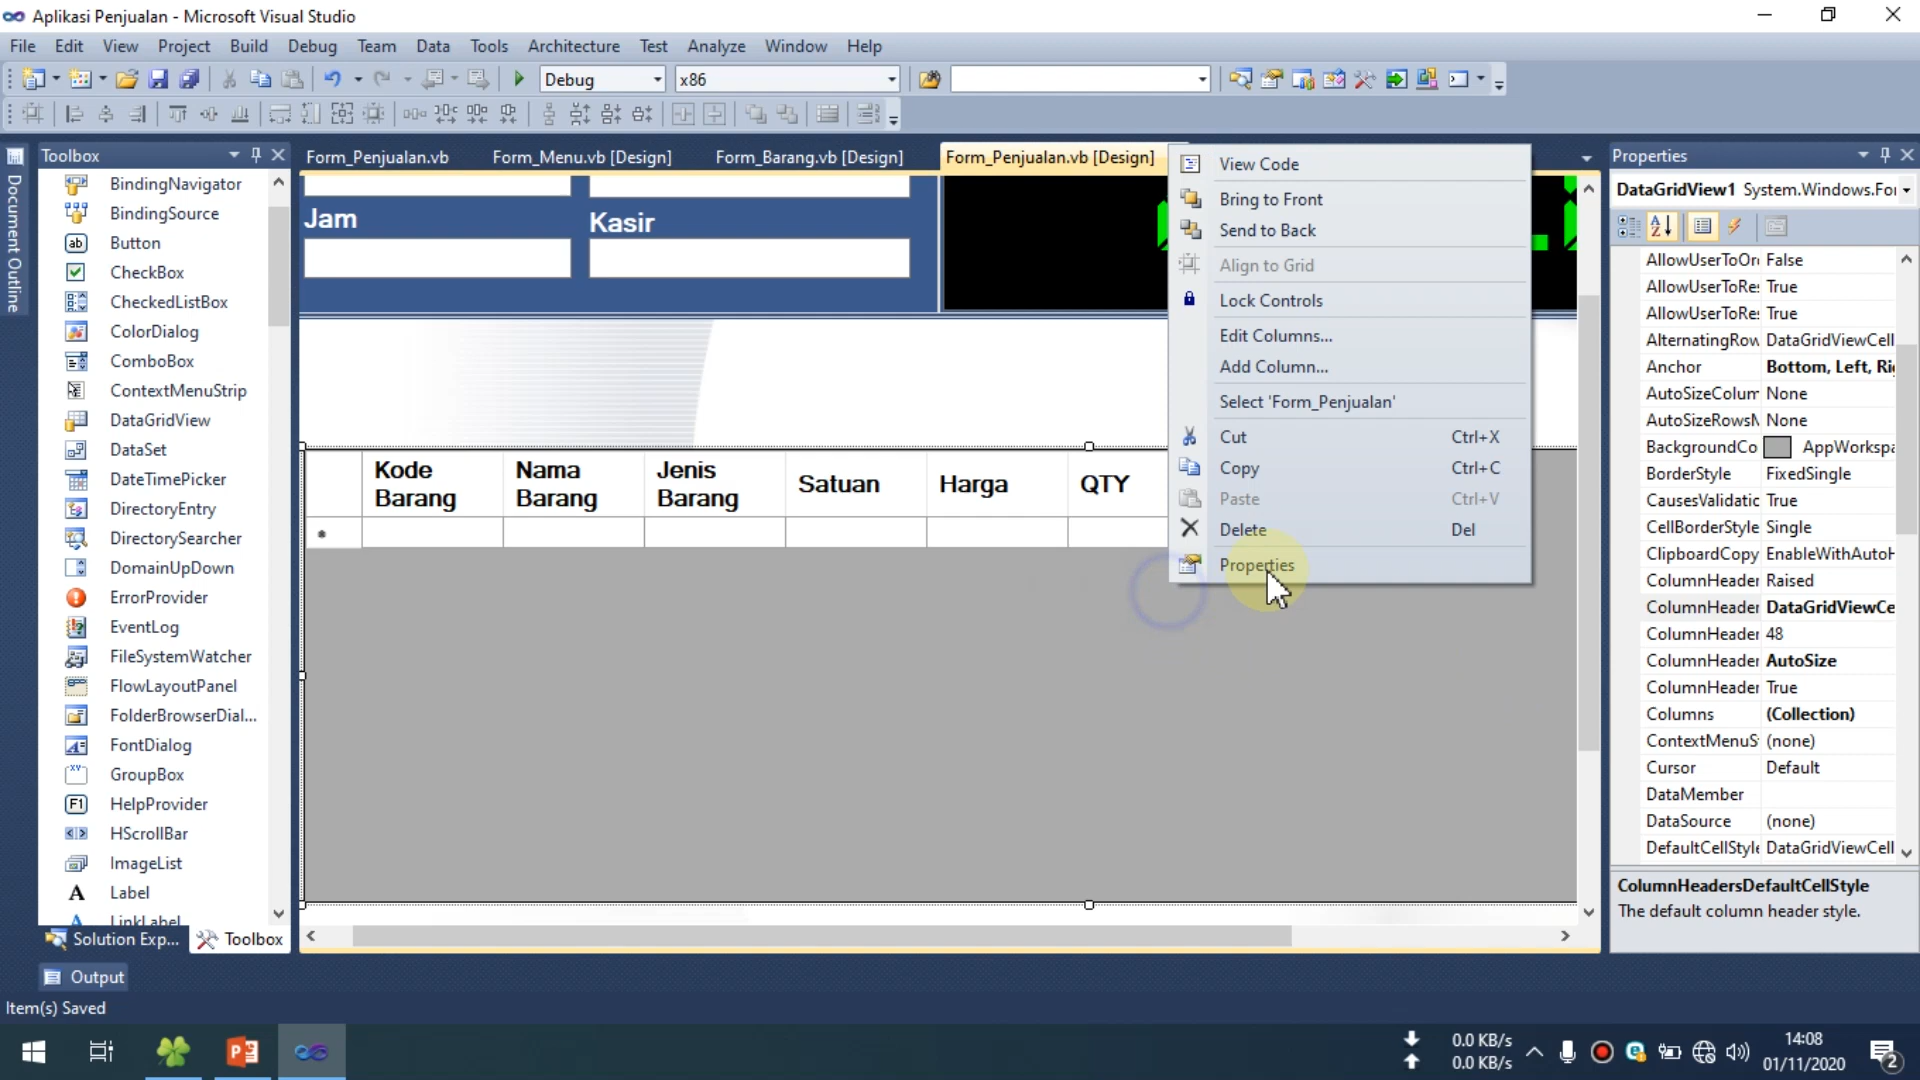 Aplikasi Penjualan - Microsoft Visual Studio
File Edit View Project Build Debug Team Data Tools Architecture Test Analyze Window Help
Debug x86
Toolbox
Form_Penjualan.vb Form_Menu.vb [Design] Form_Barang.vb [Design] Form_Penjualan.vb [Design]
Properties
Document Outline
BindingNavigator
BindingSource
Button
CheckBox
CheckedListBox
ColorDialog
ComboBox
ContextMenuStrip
DataGridView
DataSet
DateTimePicker
DirectoryEntry
DirectorySearcher
DomainUpDown
ErrorProvider
EventLog
FileSystemWatcher
FlowLayoutPanel
FolderBrowserDial...
FontDialog
GroupBox
HelpProvider
HScrollBar
ImageList
Label
LinkLabel
Solution Exp... Toolbox
Output
Item(s) Saved
Jam Kasir
Kode Barang
Nama Barang
Jenis Barang
Satuan
Harga
QTY
View Code
Bring to Front
Send to Back
Align to Grid
Lock Controls
Edit Columns...
Add Column...
Select 'Form_Penjualan'
Cut Ctrl+X
Copy Ctrl+C
Paste Ctrl+V
Delete Del
Properties
DataGridView1 System.Windows.For
AllowUserToOr False
AllowUserToRe: True
AllowUserToRe: True
AlternatingRow DataGridViewCell
Anchor Bottom, Left, Ri
AutoSizeColum None
AutoSizeRowsM None
BackgroundCo AppWorkspa
BorderStyle FixedSingle
CausesValidatic True
CellBorderStyle Single
ClipboardCopy EnableWithAutoH
ColumnHeader Raised
ColumnHeader DataGridViewCe
ColumnHeader 48
ColumnHeader AutoSize
ColumnHeader True
Columns (Collection)
ContextMenuS (none)
Cursor Default
DataMember
DataSource (none)
DefaultCellStyle DataGridViewCell
ColumnHeadersDefaultCellStyle
The default column header style.
0.0 KB/s
0.0 KB/s
14:08
01/11/2020
2